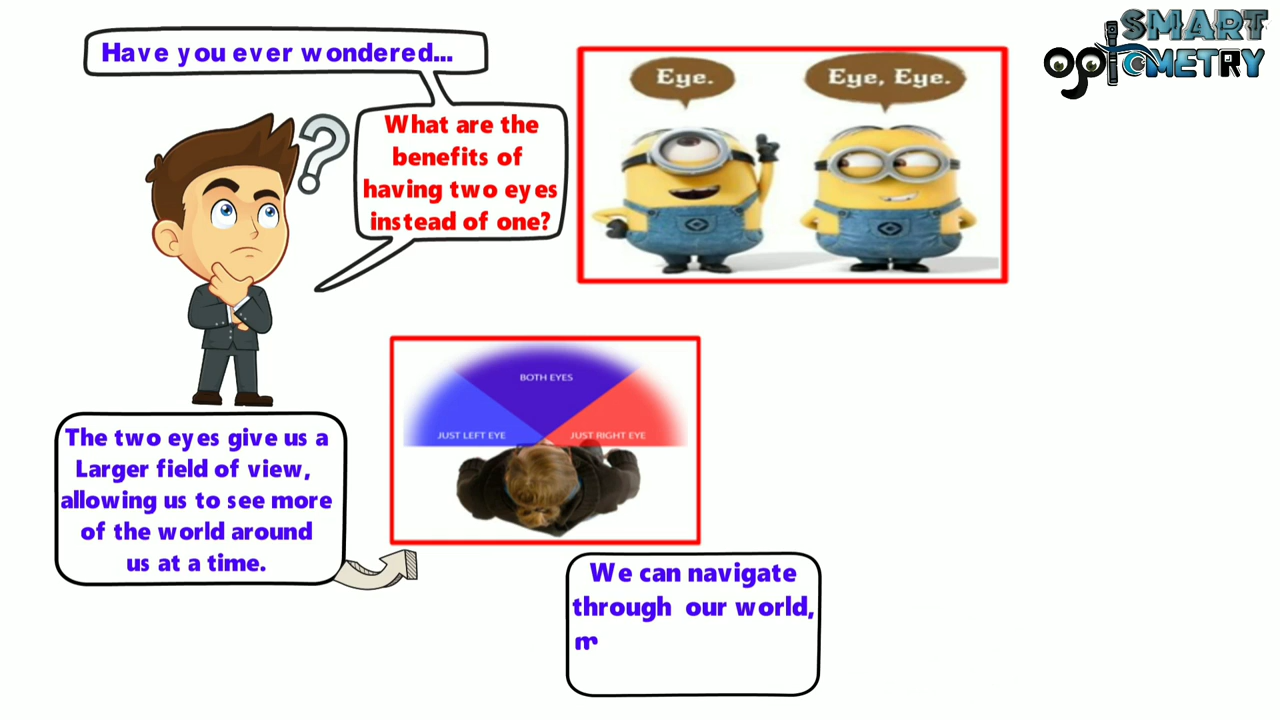 Have you ever wondered...
What are the
benefits of
having two eyes
instead of one?
Eye.
Eye, Eye.
SMART
OptOMETRY
BOTH EYES
JUST LEFT EYE
JUST RIGHT EYE
The two eyes give us a
Larger field of view,
allowing us to see more
of the world around
us at a time.
We can navigate
through our world,
m